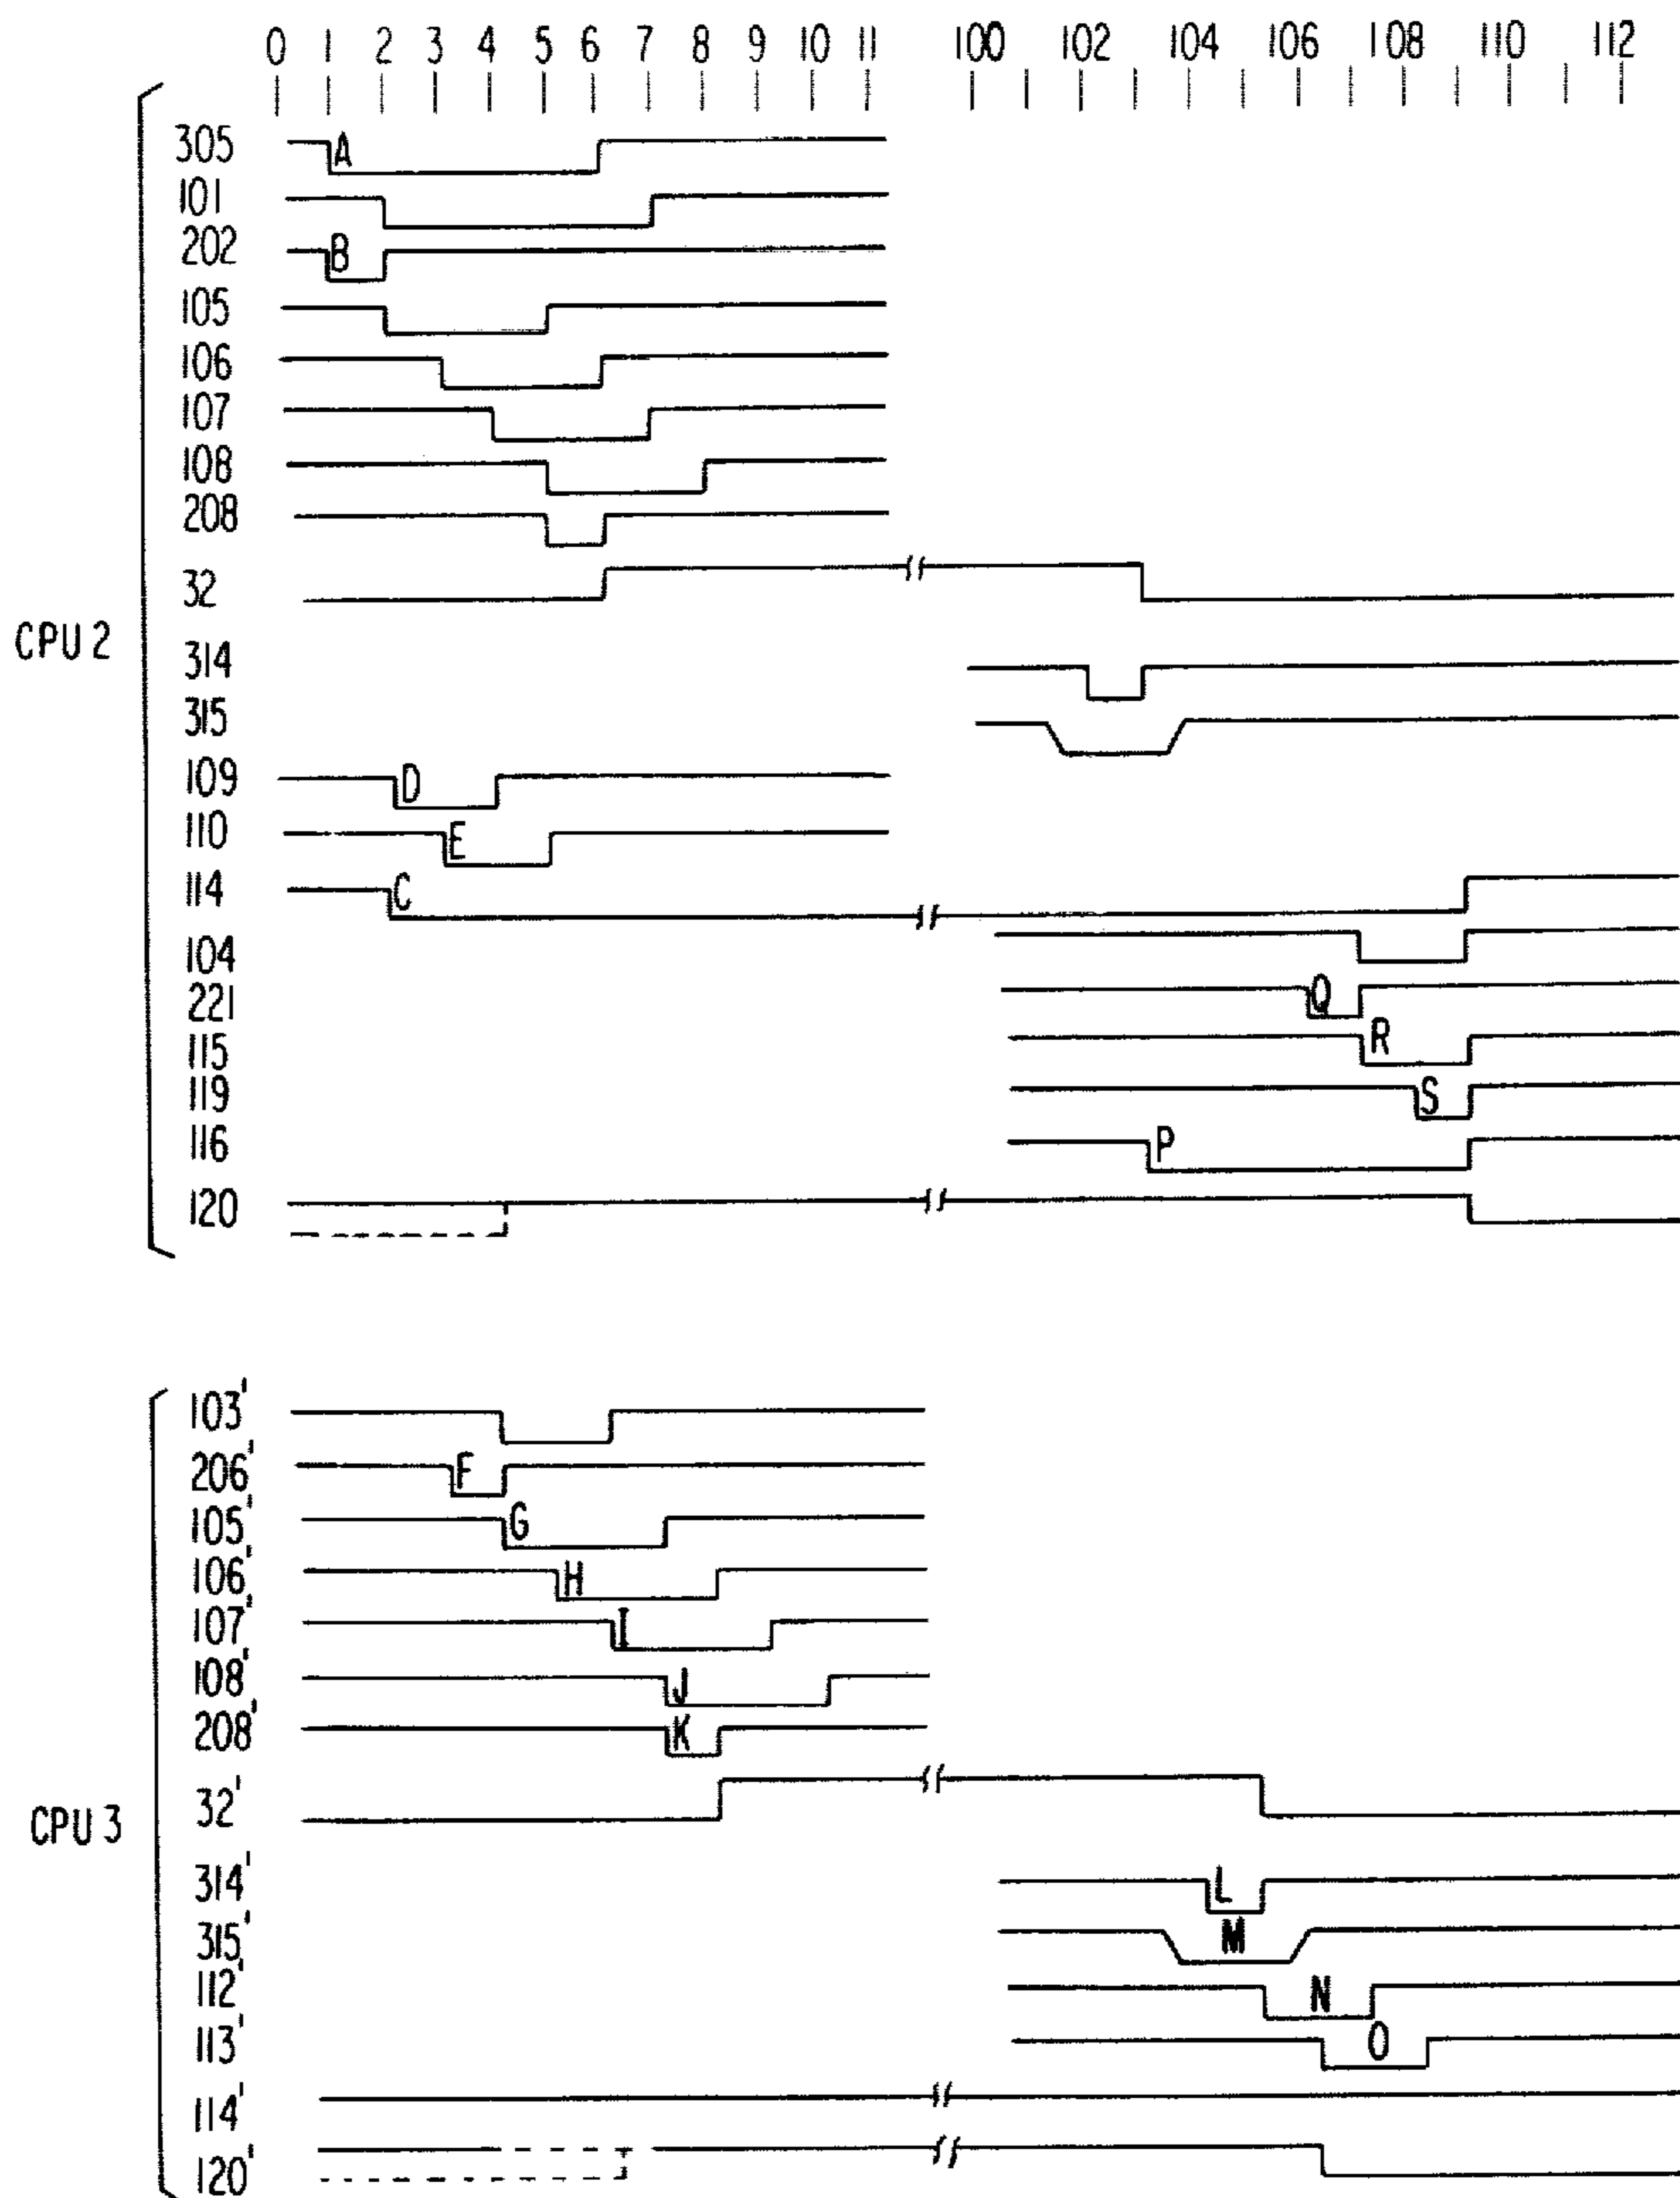 0 1 2 3 4 5 6 7 8 9 10 11 100 102 104 106 108 110 112
CPU 2
305 A
101
202 B
105
106
107
108
208
32
314
315
109 D
110 E
114 C
104
221 Q
115 R
119 S
116 P
120
CPU 3
103'
206' F
105' G
106' H
107' I
108' J
208' K
32'
314' L
315' M
112' N
113' O
114'
120'